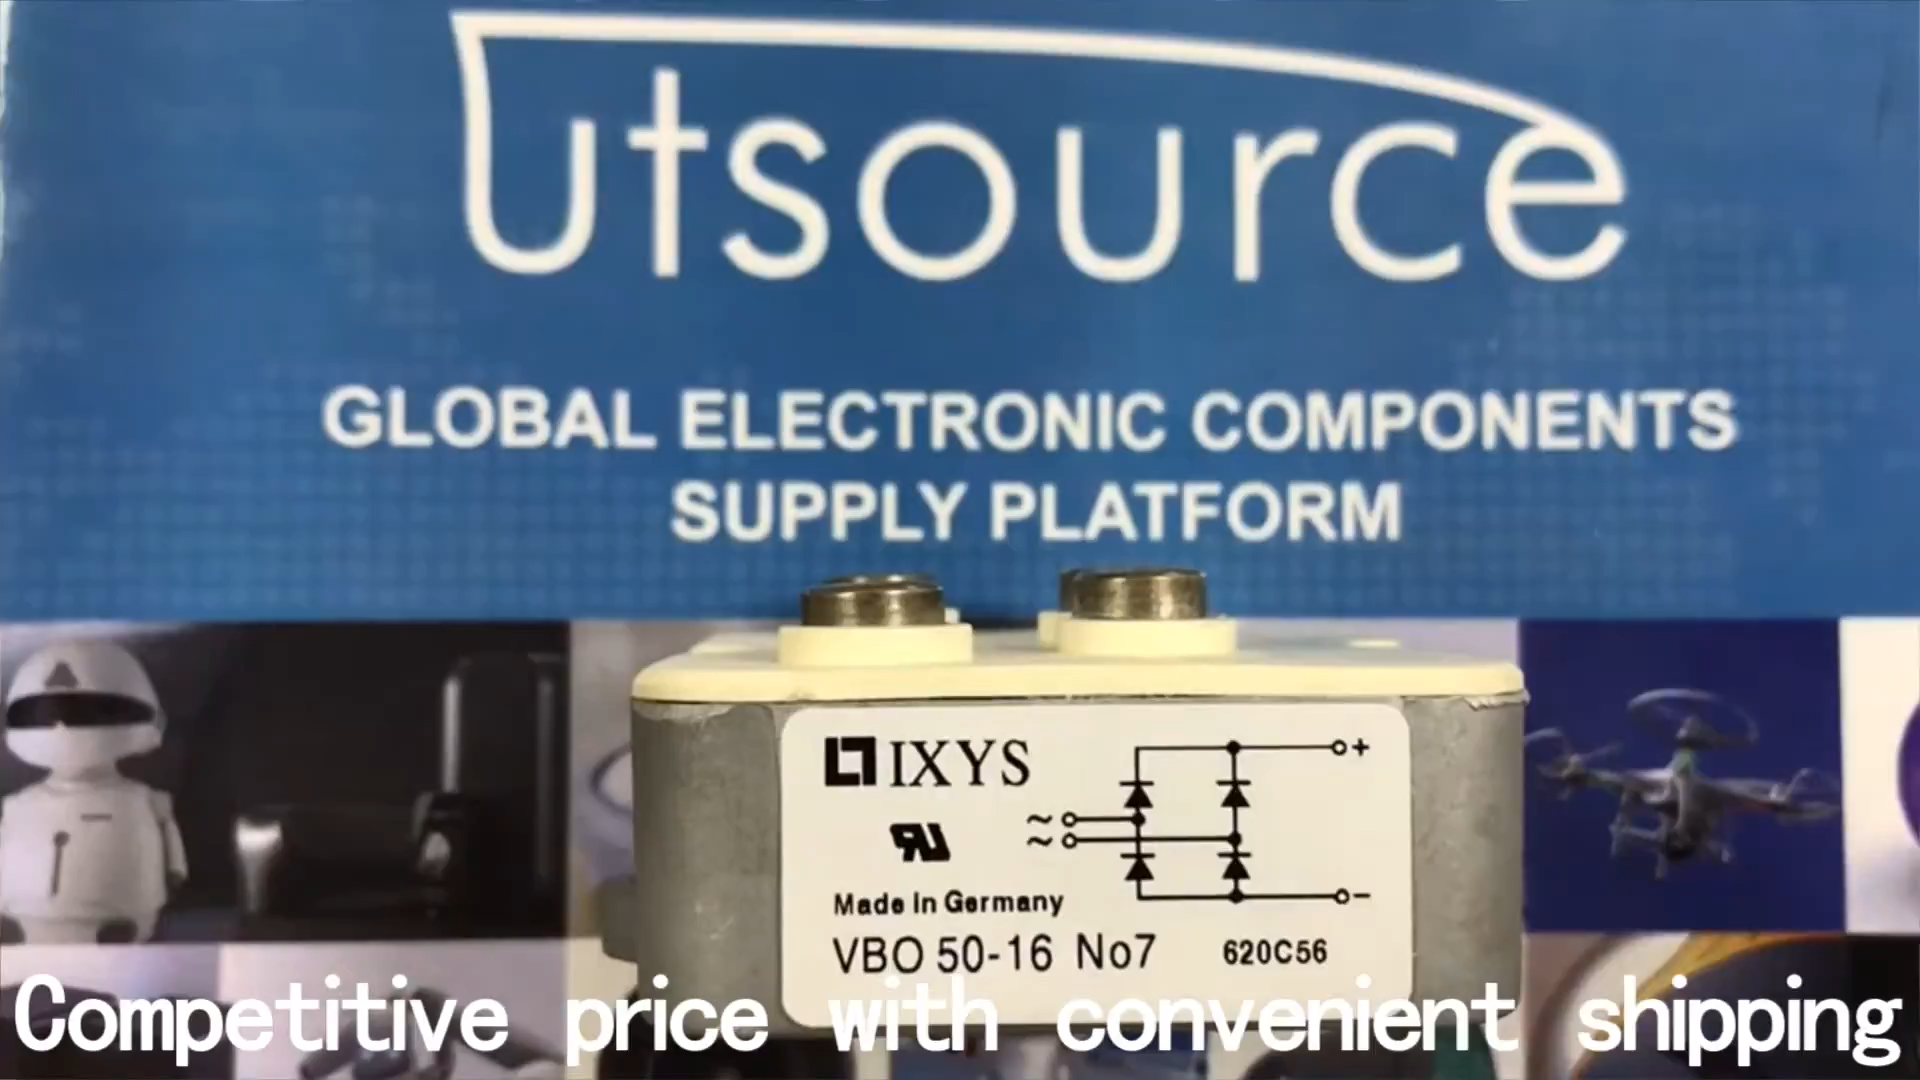 Utsource
GLOBAL ELECTRONIC COMPONENTS
SUPPLY PLATFORM
IXYS
Made in Germany
VBO 50-16 No7
620C56
Competitive price with convenient shipping